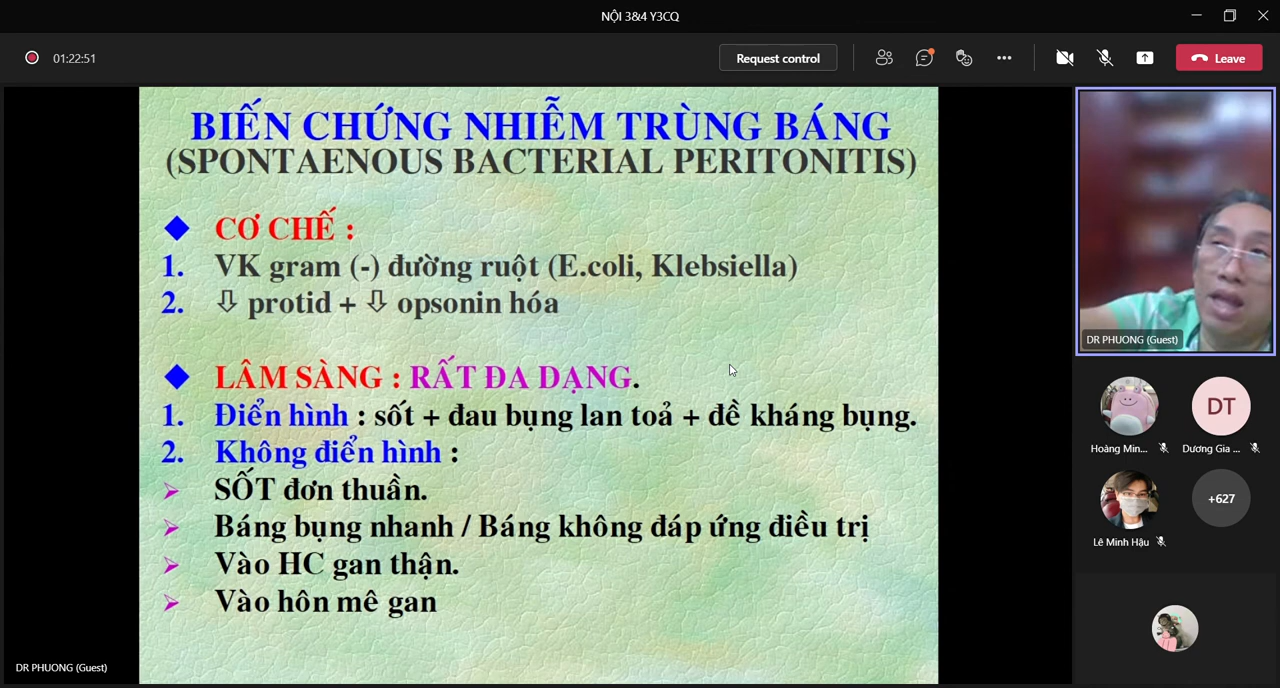 NỘI 3&4 Y3CQ
01:22:51
Request control
Leave
BIẾN CHỨNG NHIỄM TRÙNG BÁNG
(SPONTAENOUS BACTERIAL PERITONITIS)
CƠ CHẾ :
1. VK gram (-) đường ruột (E.coli, Klebsiella)
2. ⇩ protid + ⇩ opsonin hóa
LÂM SÀNG : RẤT ĐA DẠNG.
1. Điển hình : sốt + đau bụng lan toả + đề kháng bụng.
2. Không điển hình :
➢ SỐT đơn thuần.
➢ Báng bụng nhanh / Báng không đáp ứng điều trị
➢ Vào HC gan thận.
➢ Vào hôn mê gan
DR PHUONG (Guest)
DR PHUONG (Guest)
DT
Hoàng Min...
Dương Gia ...
+627
Lê Minh Hậu